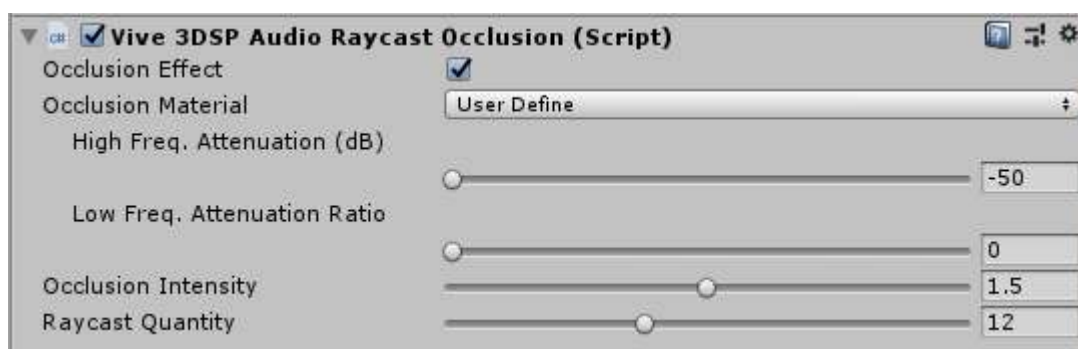 Vive 3DSP Audio Raycast Occlusion (Script)
Occlusion Effect
Occlusion Material User Define
High Freq. Attenuation (dB)
-50
Low Freq. Attenuation Ratio
0
Occlusion Intensity 1.5
Raycast Quantity 12